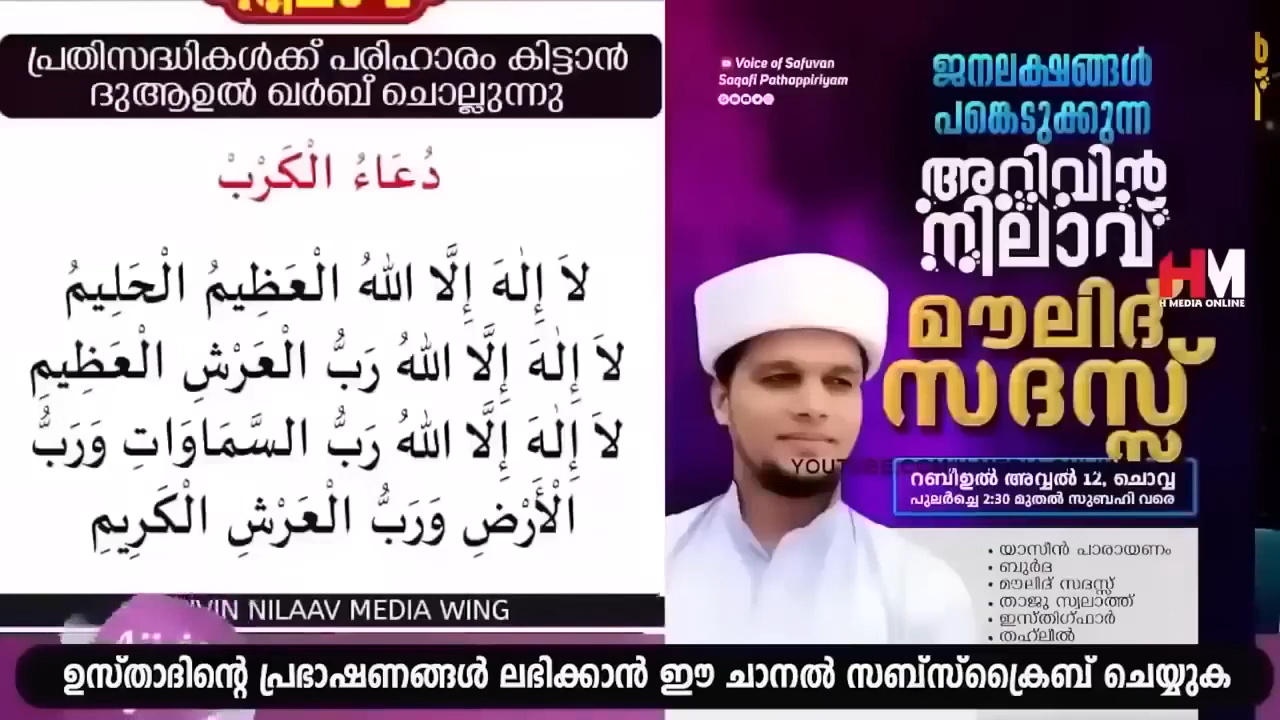 പ്രതിസദ്ധികൾക്ക് പരിഹാരം കിട്ടാൻ
ദുആഉൽ ഖർബ് ചൊല്ലുന്നു
دُعَاءُ الْكَرْبْ
لاَ إِلٰهَ إِلَّا اللهُ الْعَظِيمُ الْحَلِيمُ
لاَ إِلٰهَ إِلَّا اللهُ رَبُّ الْعَرْشِ الْعَظِيمِ
لاَ إِلٰهَ إِلَّا اللهُ رَبُّ السَّمَاوَاتِ وَرَبُّ
الْأَرْضِ وَرَبُّ الْعَرْشِ الْكَرِيمِ
NILAAV MEDIA WING
Voice of Safuvan
Saqafi Pathappiriyam
ജനലക്ഷങ്ങൾ
പങ്കെടുക്കുന്ന
അറിവിൻ
നിലാവ്
HM
H MEDIA ONLINE
മൗലിദ്
സദസ്സ്
റബീഉൽ അവ്വൽ 12, ചൊവ്വ
പുലർച്ചെ 2:30 മുതൽ സുബഹി വരെ
• യാസീൻ പാരായണം
• ബുർദ
• മൗലിദ് സദസ്സ്
• താജു സ്വലാത്ത്
• ഇസ്തിഗ്ഫാർ
• തഹ്ലീൽ
ഉസ്താദിന്റെ പ്രഭാഷണങ്ങൾ ലഭിക്കാൻ ഈ ചാനൽ സബ്സ്ക്രൈബ് ചെയ്യുക